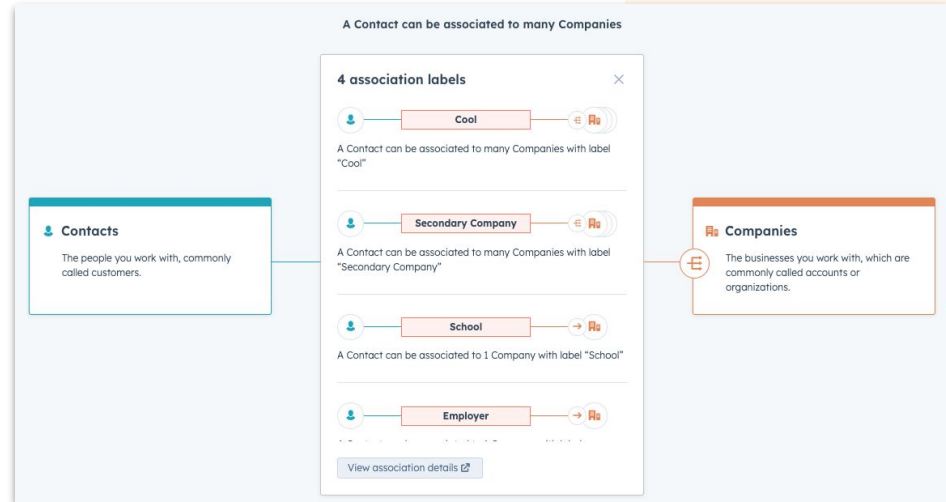 A Contact can be associated to many Companies
4 association labels
Cool
A Contact can be associated to many Companies with label
"Cool"
Secondary Company
A Contact can be associated to many Companies with label
"Secondary Company"
School
A Contact can be associated to 1 Company with label "School"
Employer
View association details
Contacts
The people you work with, commonly
called customers.
Companies
The businesses you work with, which are
commonly called accounts or
organizations.